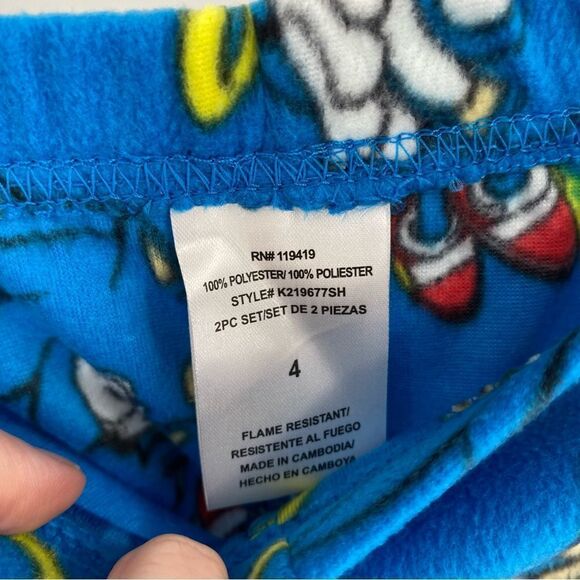 RN# 119419
100% POLYESTER/ 100% POLIESTER
STYLE# K219677SH
2PC SET/SET DE 2 PIEZAS
4
FLAME RESISTANT/
RESISTENTE AL FUEGO
MADE IN CAMBODIA/
HECHO EN CAMBOYA